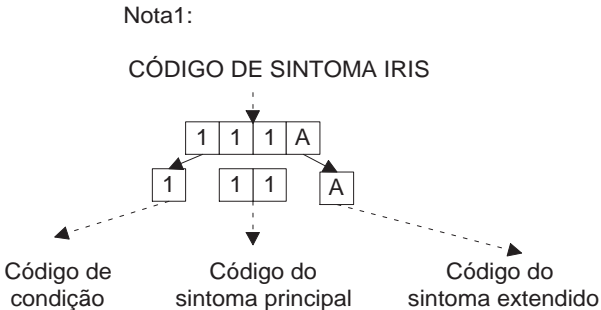 Nota1:
CÓDIGO DE SINTOMA IRIS
1 1 1 A
1 1 1 A
Código de condição
Código do sintoma principal
Código do sintoma extendido